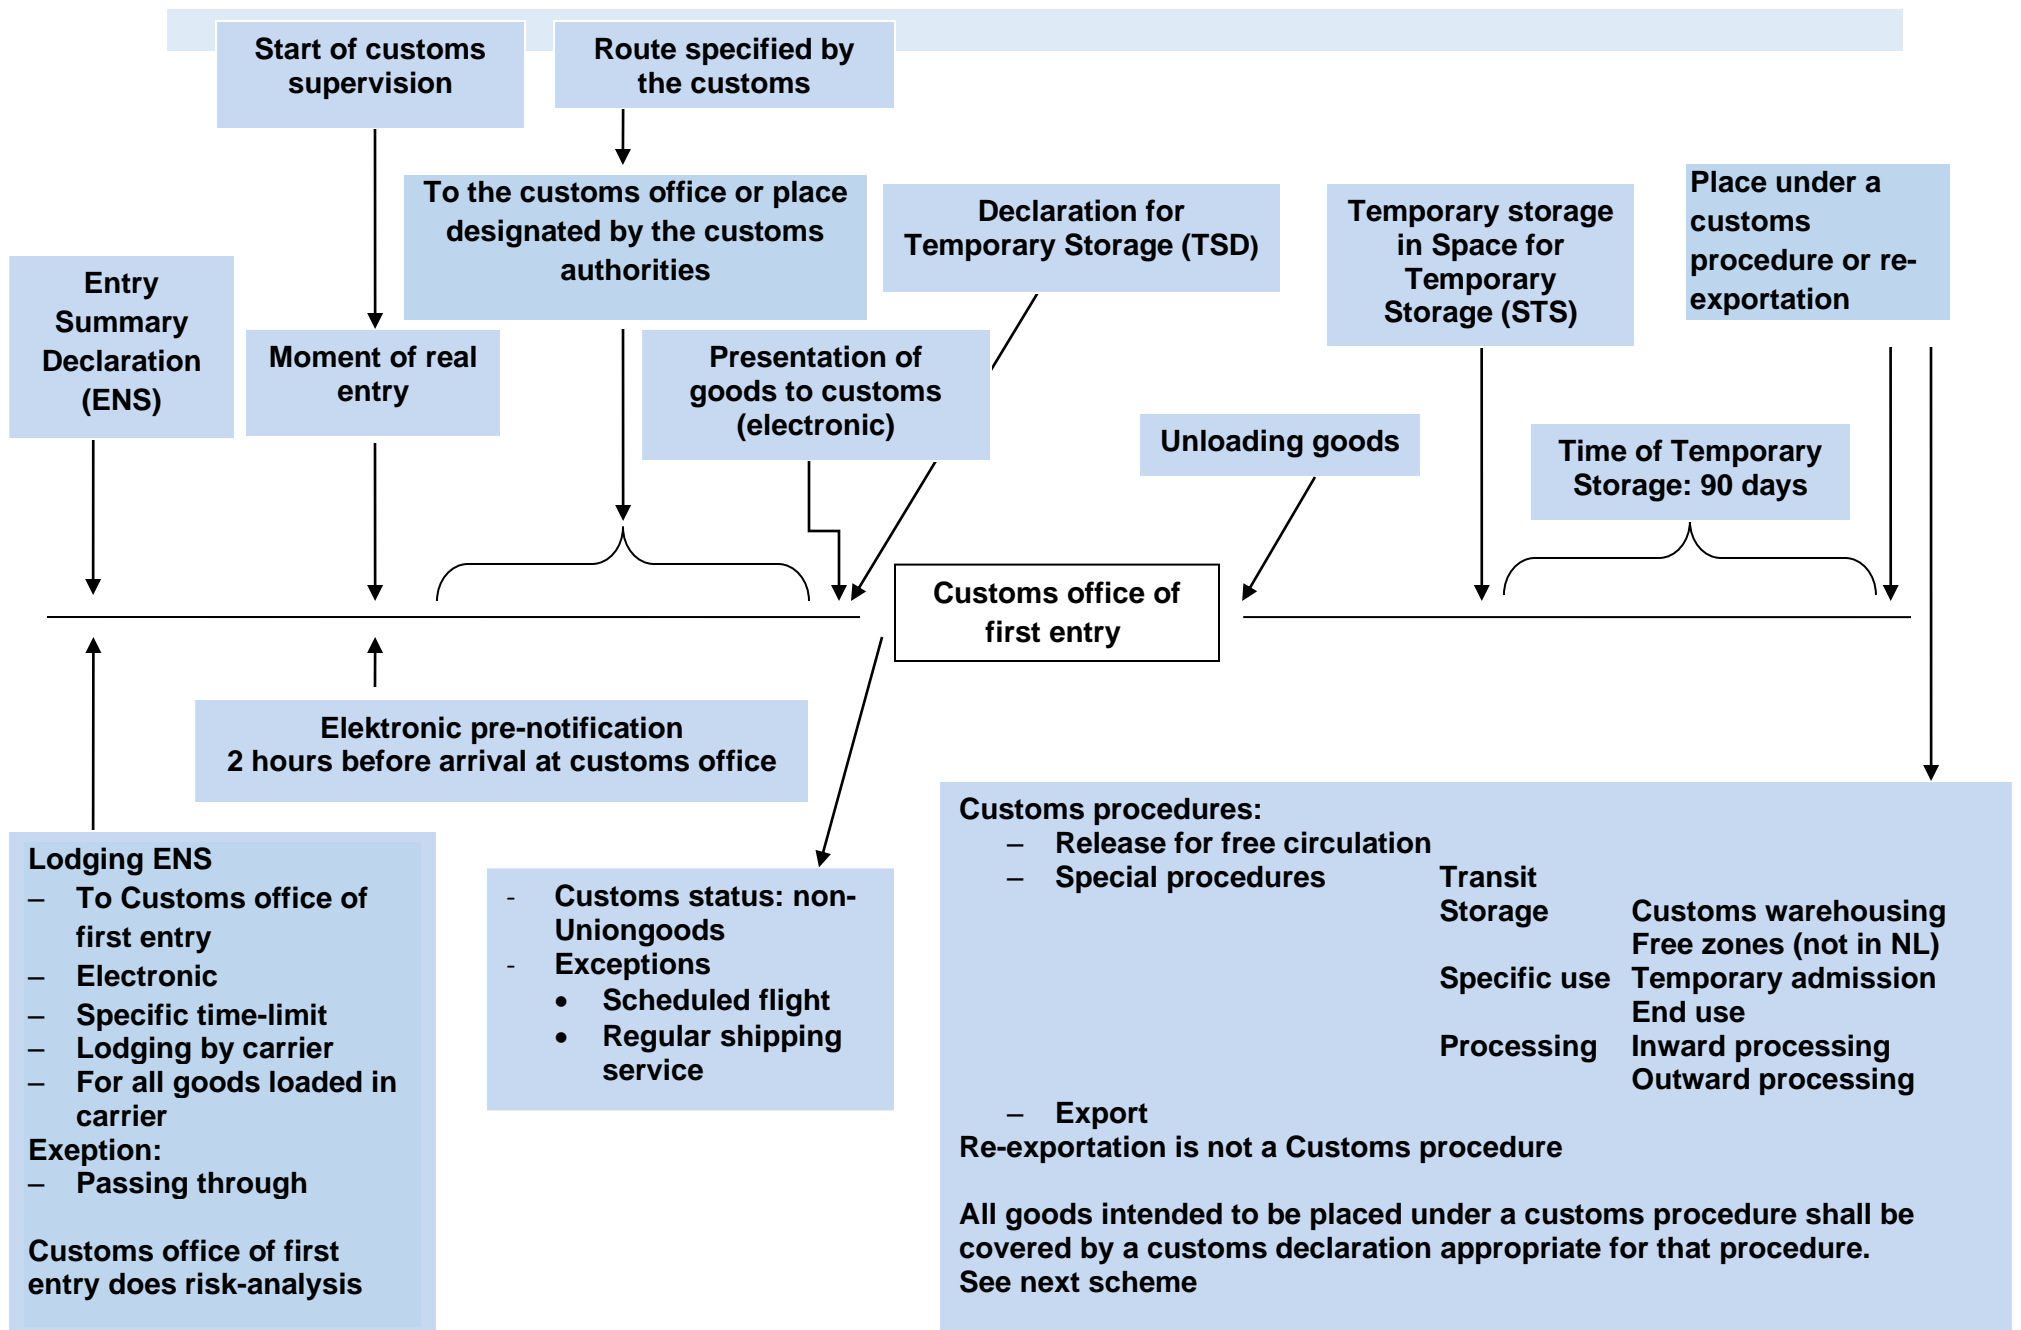 Start of customs
supervision
Route specified by
the customs
To the customs office or place
designated by the customs
authorities
Declaration for
Temporary Storage (TSD)
Temporary storage
in Space for
Temporary
Storage (STS)
Place under a
customs
procedure or re-
exportation
Entry
Summary
Declaration
(ENS)
Moment of real
entry
Presentation of
goods to customs
(electronic)
Unloading goods
Time of Temporary
Storage: 90 days
Customs office of
first entry
Elektronic pre-notification
2 hours before arrival at customs office
Lodging ENS
– To Customs office of
first entry
– Electronic
– Specific time-limit
– Lodging by carrier
– For all goods loaded in
carrier
Exeption:
– Passing through
Customs office of first
entry does risk-analysis
- Customs status: non-
Uniongoods
- Exceptions
• Scheduled flight
• Regular shipping
service
Customs procedures:
– Release for free circulation
– Special procedures Transit
Storage Customs warehousing
Free zones (not in NL)
Specific use Temporary admission
End use
Processing Inward processing
Outward processing
– Export
Re-exportation is not a Customs procedure
All goods intended to be placed under a customs procedure shall be
covered by a customs declaration appropriate for that procedure.
See next scheme